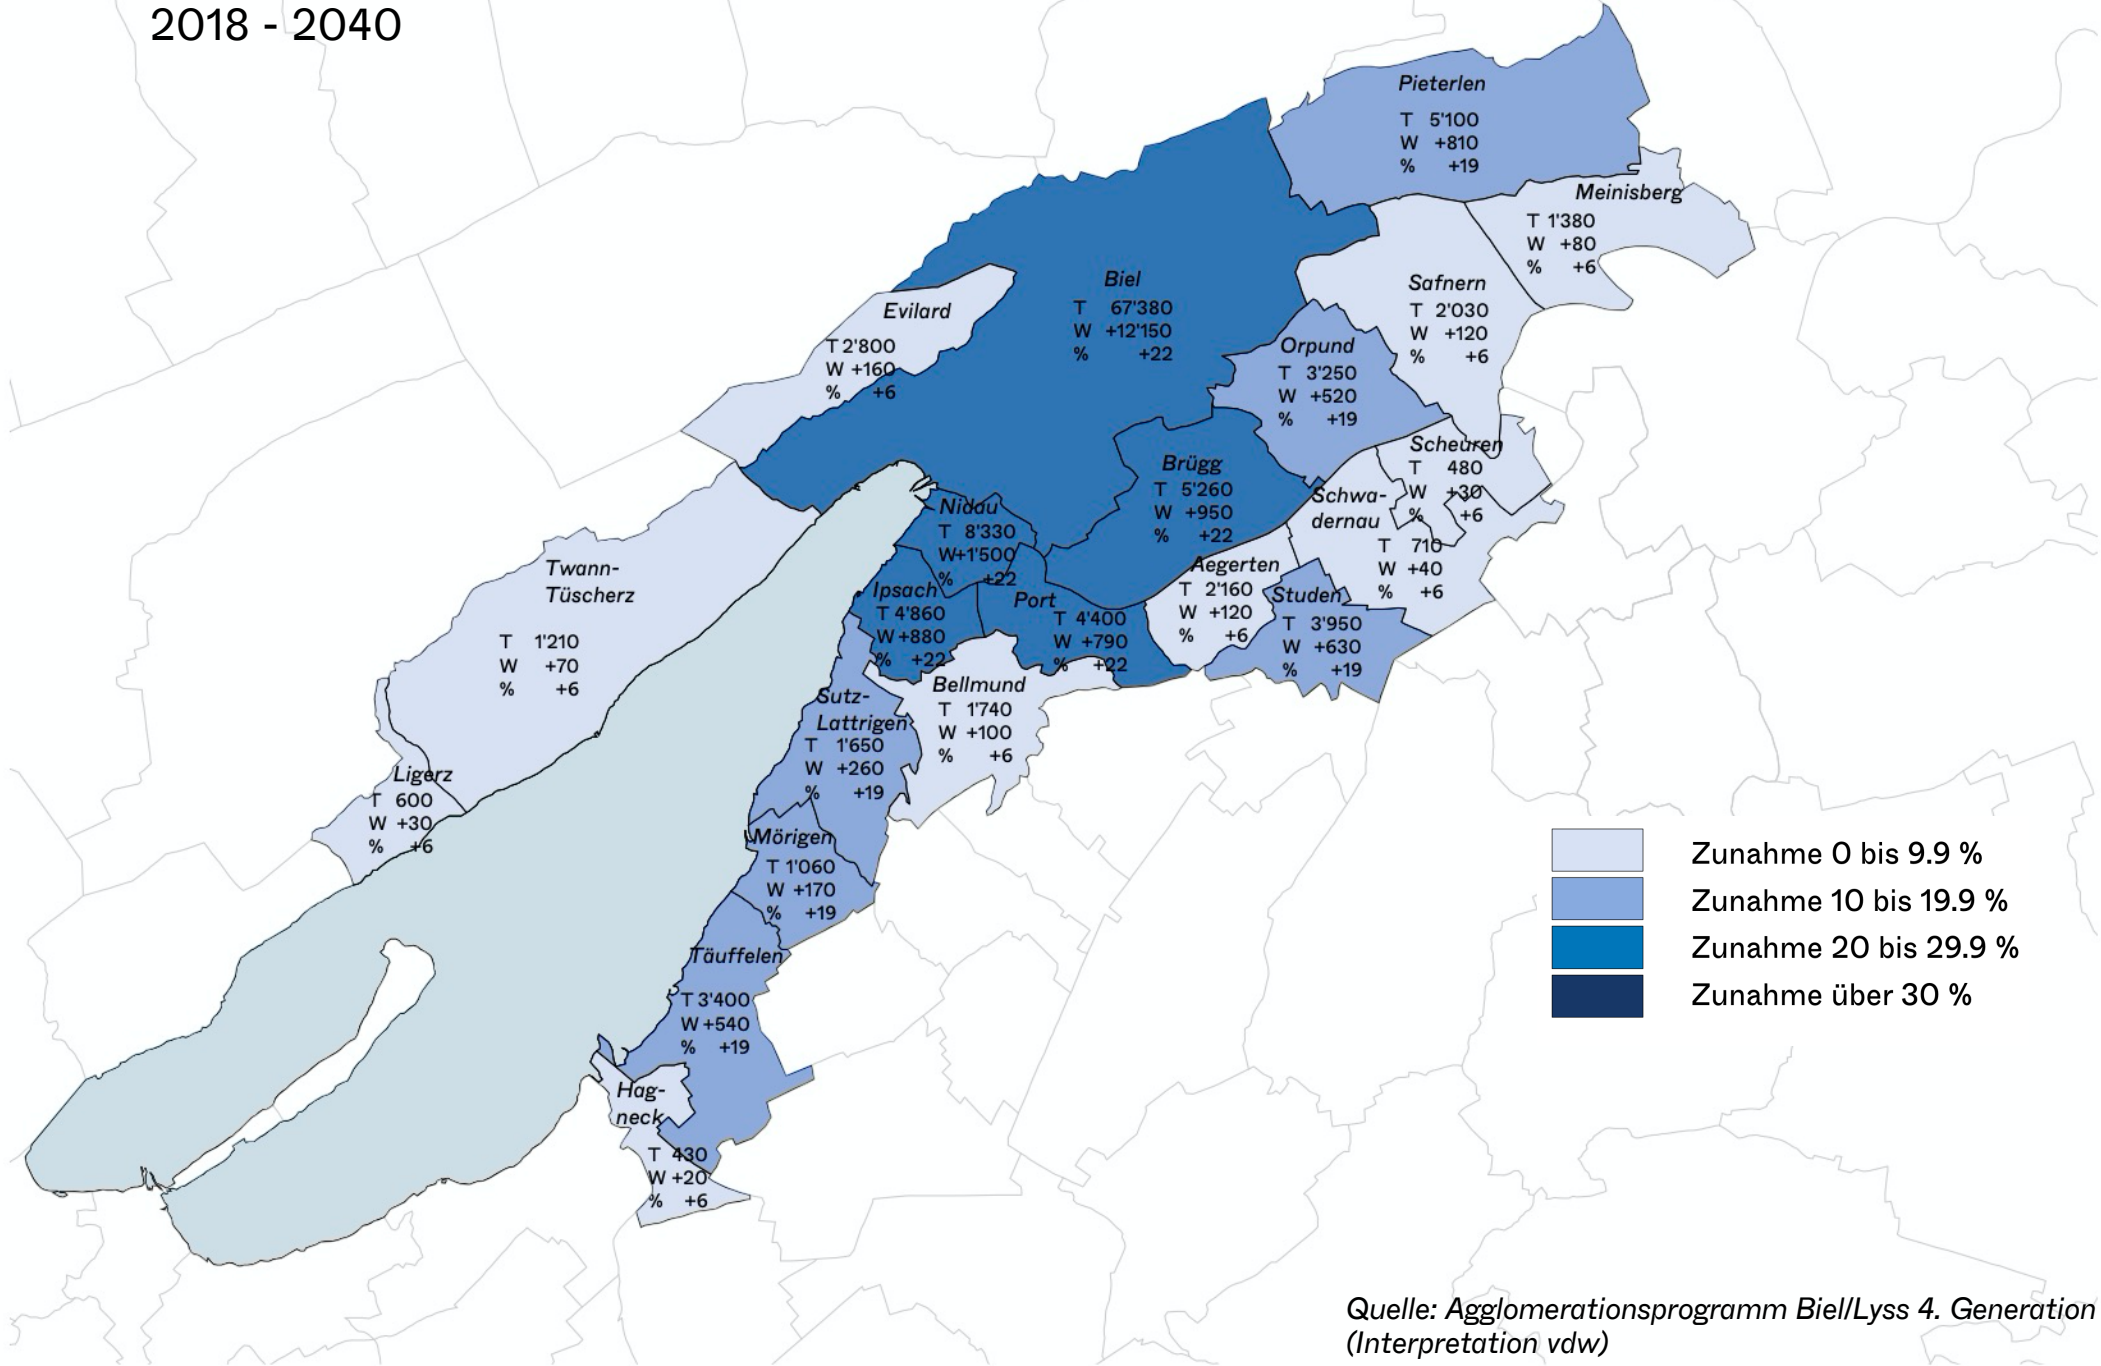 2018 - 2040
Pieterlen
T 5'100
W +810
% +19
Meinisberg
T 1'380
W +80
% +6
Biel
T 67'380
W +12'150
% +22
Safnern
T 2'030
W +120
% +6
Evilard
T 2'800
W +160
% +6
Orpund
T 3'250
W +520
% +19
Scheuren
T 480
W +30
% +6
Brügg
T 5'260
W +950
% +22
Schwa-
dernau
T 710
W +40
% +6
Nidau
T 8'330
W+1'500
% +22
Aegerten
T 2'160
W +120
% +6
Twann-
Tüscherz
T 1'210
W +70
% +6
Ipsach
T 4'860
W +880
% +22
Port
T 4'400
W +790
% +22
Studen
T 3'950
W +630
% +19
Bellmund
T 1'740
W +100
% +6
Sutz-
Lattrigen
T 1'650
W +260
% +19
Ligerz
T 600
W +30
% +6
Mörigen
T 1'060
W +170
% +19
Täuffelen
T 3'400
W +540
% +19
Hag-
neck
T 430
W +20
% +6
Zunahme 0 bis 9.9 %
Zunahme 10 bis 19.9 %
Zunahme 20 bis 29.9 %
Zunahme über 30 %
Quelle: Agglomerationsprogramm Biel/Lyss 4. Generation
(Interpretation vdw)